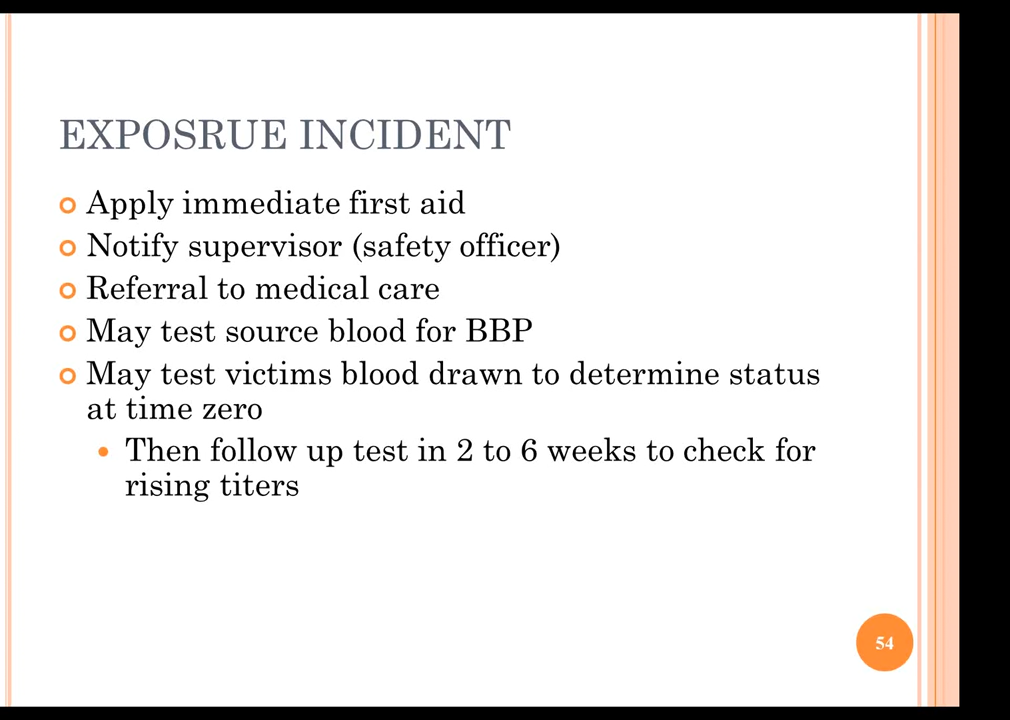 EXPOSRUE INCIDENT
Apply immediate first aid
Notify supervisor (safety officer)
Referral to medical care
May test source blood for BBP
May test victims blood drawn to determine status
at time zero
Then follow up test in 2 to 6 weeks to check for
rising titers
54